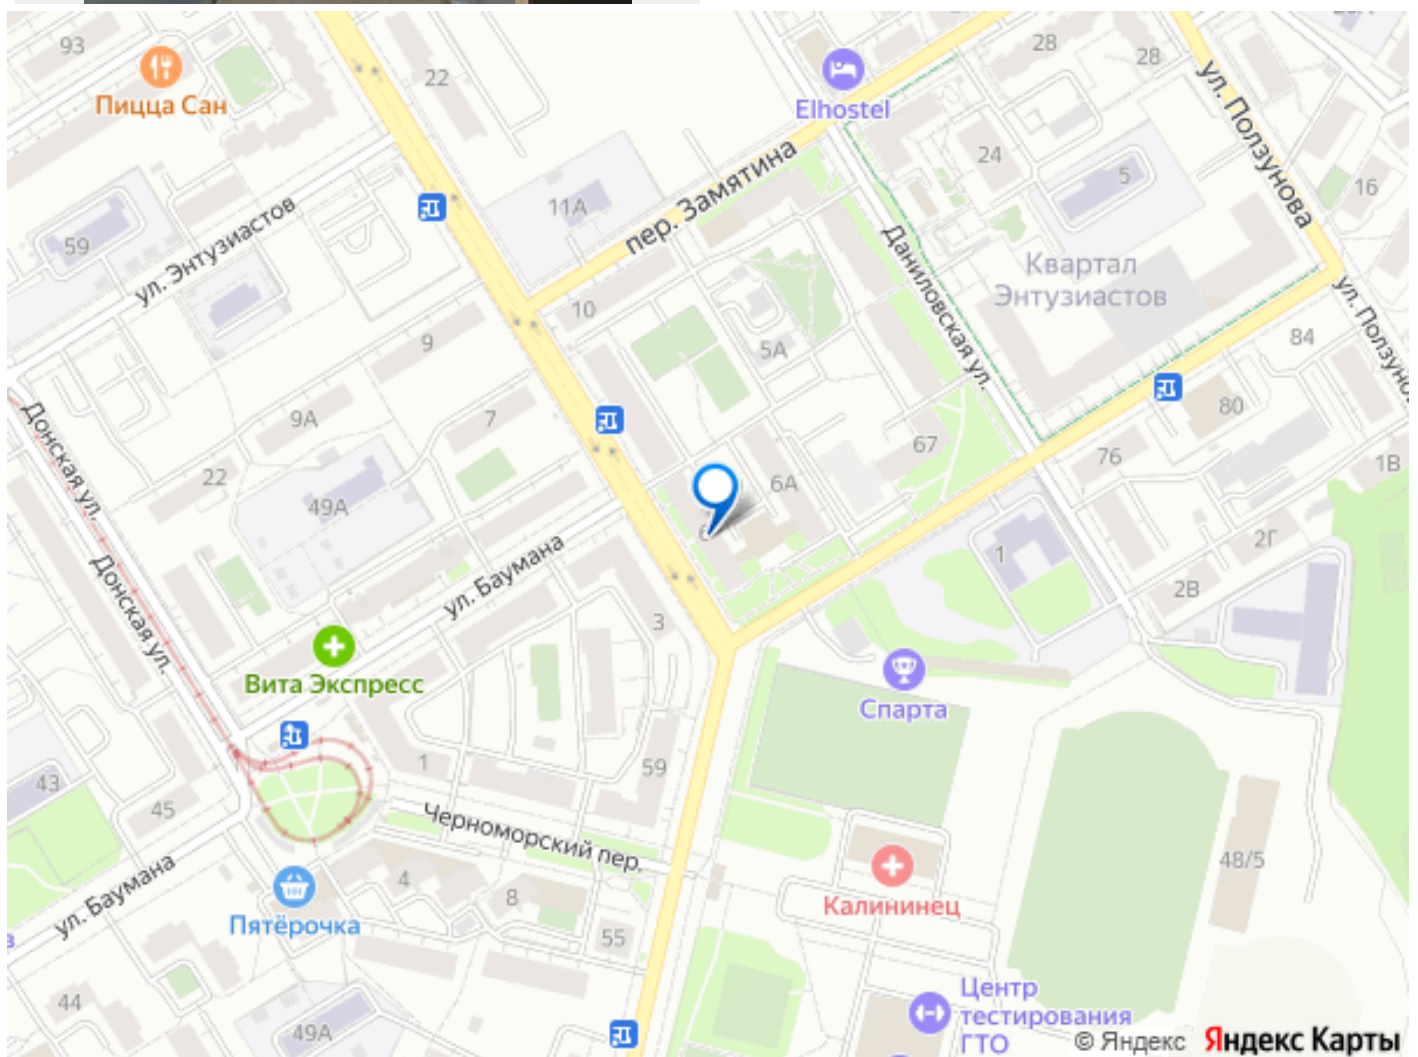 93
Пицца Сан
22
Elhostel
28
28
ул. Ползунова
24
5
16
11А
пер. Замятина
59
ул. Энтузиастов
Даниловская ул.
Квартал
Энтузиастов
10
9
5А
84
9А
7
80
Донская ул.
67
76
1В
22
49А
6А
2Г
1
Донская ул.
ул. Баумана
2В
3
Вита Экспресс
Спарта
1
59
43
45
Черноморский пер.
48/5
4
8
ул. Баумана
Пятёрочка
Калининец
55
44
49А
Центр
тестирования
ГТО
© Яндекс Яндекс Карты